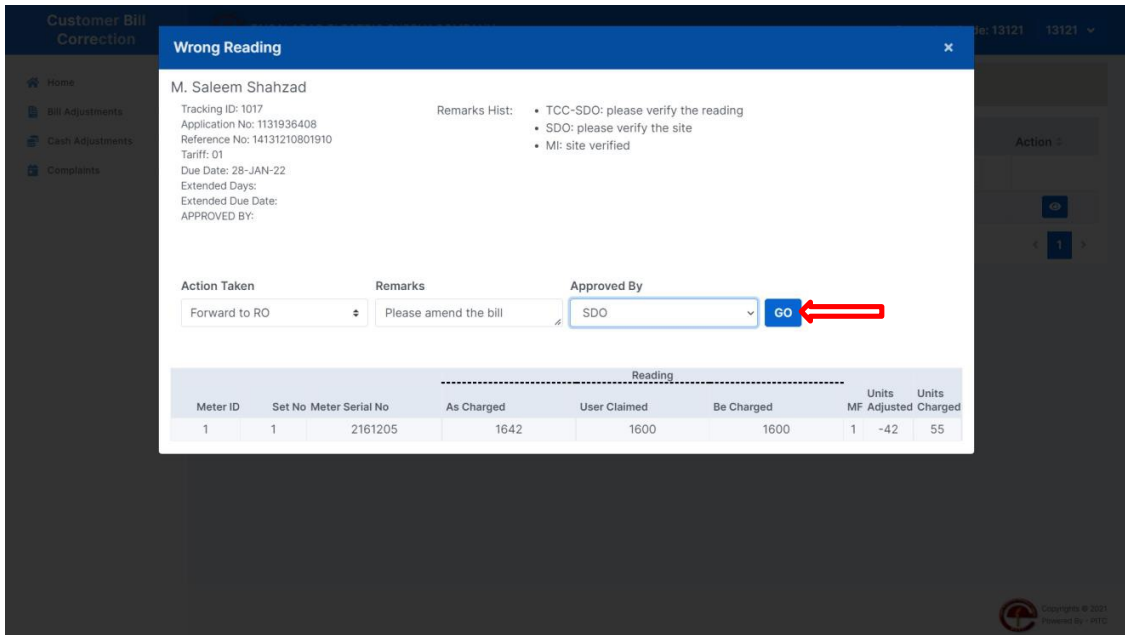 Customer Bill
Correction
de: 13121 13121
Wrong Reading ×
Home
Bill Adjustments
Cash Adjustments
Complaints
Action
M. Saleem Shahzad
Tracking ID: 1017
Application No: 1131936408
Reference No: 14131210801910
Tariff: 01
Due Date: 28-JAN-22
Extended Days:
Extended Due Date:
APPROVED BY:
Remarks Hist:
• TCC-SDO: please verify the reading
• SDO: please verify the site
• MI: site verified
< 1 >
Action Taken Remarks Approved By
Forward to RO Please amend the bill SDO GO
Reading
Meter ID Set No Meter Serial No As Charged User Claimed Be Charged MF Units Adjusted Units Charged
1 1 2161205 1642 1600 1600 1 -42 55
Copyrights © 2021
Powered By - PITC